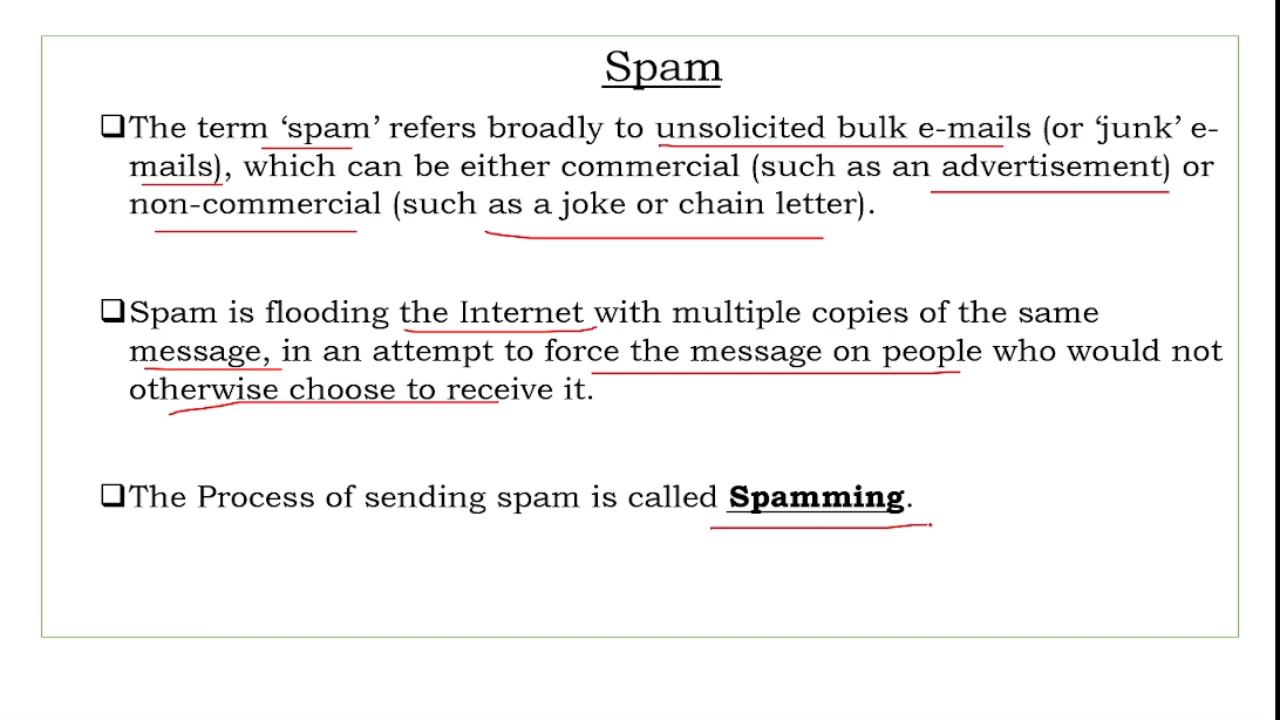 Spam
❑The term ‘spam’ refers broadly to unsolicited bulk e-mails (or ‘junk’ e-
mails), which can be either commercial (such as an advertisement) or
non-commercial (such as a joke or chain letter).
❑Spam is flooding the Internet with multiple copies of the same
message, in an attempt to force the message on people who would not
otherwise choose to receive it.
❑The Process of sending spam is called Spamming.